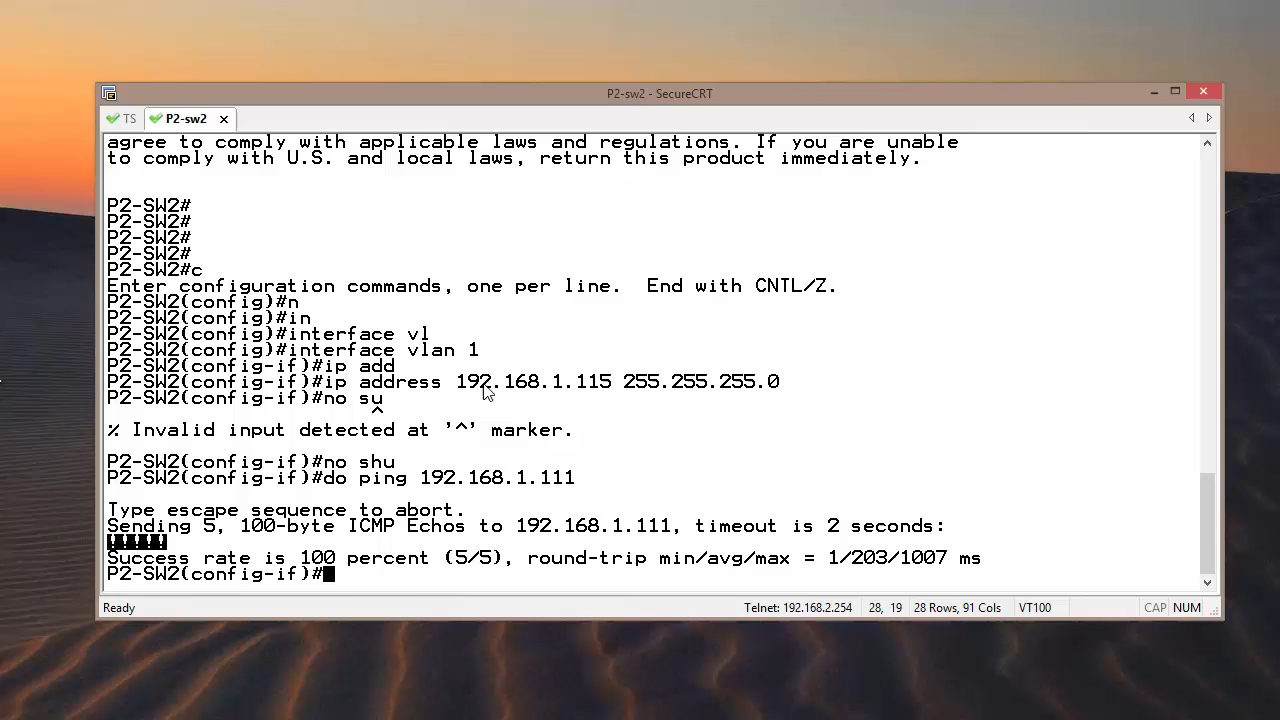 P2-sw2 - SecureCRT
TS P2-sw2
agree to comply with applicable laws and regulations. If you are unable
to comply with U.S. and local laws, return this product immediately.
P2-SW2#
P2-SW2#
P2-SW2#
P2-SW2#
P2-SW2#c
Enter configuration commands, one per line.  End with CNTL/Z.
P2-SW2(config)#n
P2-SW2(config)#in
P2-SW2(config)#interface vl
P2-SW2(config)#interface vlan 1
P2-SW2(config-if)#ip add
P2-SW2(config-if)#ip address 192.168.1.115 255.255.255.0
P2-SW2(config-if)#no su
^
% Invalid input detected at '^' marker.
P2-SW2(config-if)#no shu
P2-SW2(config-if)#do ping 192.168.1.111
Type escape sequence to abort.
Sending 5, 100-byte ICMP Echos to 192.168.1.111, timeout is 2 seconds:
!!!!!
Success rate is 100 percent (5/5), round-trip min/avg/max = 1/203/1007 ms
P2-SW2(config-if)#
Ready Telnet: 192.168.2.254 28, 19 28 Rows, 91 Cols VT100 CAP NUM